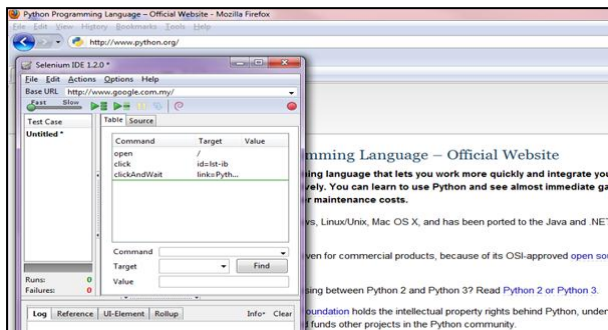 Python Programming Language – Official Website - Mozilla Firefox
File Edit View History Bookmarks Tools Help
http://www.python.org/
Selenium IDE 1.2.0 *
File Edit Actions Options Help
Base URL http://www.google.com.my/
Fast Slow
Test Case
Table Source
Untitled *
Command Target Value
open /
click id=lst-ib
clickAndWait link=Pyth...
Command
Target
Find
Value
Runs: 0
Failures: 0
Log Reference UI-Element Rollup Info Clear
mming Language – Official Website
ing language that lets you work more quickly and integrate you
vely. You can learn to use Python and see almost immediate ga
r maintenance costs.
ws, Linux/Unix, Mac OS X, and has been ported to the Java and .NET
ven for commercial products, because of its OSI-approved open sou
sing between Python 2 and Python 3? Read Python 2 or Python 3.
oundation holds the intellectual property rights behind Python, under
d funds other projects in the Python community.